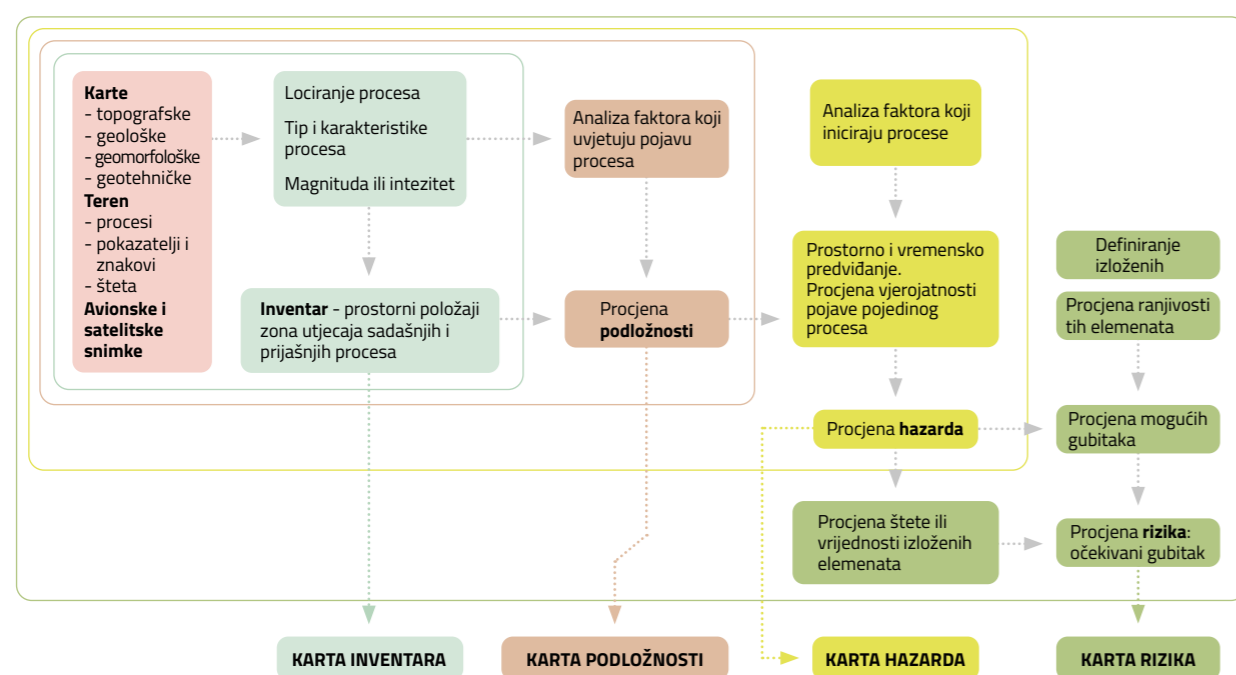 Karte
- topografske
- geološke
- geomorfološke
- geotehničke
Teren
- procesi
- pokazatelji i
znakovi
- šteta
Avionske i
satelitske
snimke
Lociranje procesa
Tip i karakteristike
procesa
Magnituda ili intezitet
Inventar - prostorni položaji
zona utjecaja sadašnjih i
prijašnjih procesa
Analiza faktora koji
uvjetuju pojavu
procesa
Procjena
podložnosti
Analiza faktora koji
iniciraju procese
Prostorno i vremensko
predviđanje.
Procjena vjerojatnosti
pojave pojedinog
procesa
Procjena hazarda
Procjena štete ili
vrijednosti izloženih
elemenata
Definiranje
izloženih
Procjena ranjivosti
tih elemenata
Procjena mogućih
gubitaka
Procjena rizika:
očekivani gubitak
KARTA INVENTARA
KARTA PODLOŽNOSTI
KARTA HAZARDA
KARTA RIZIKA